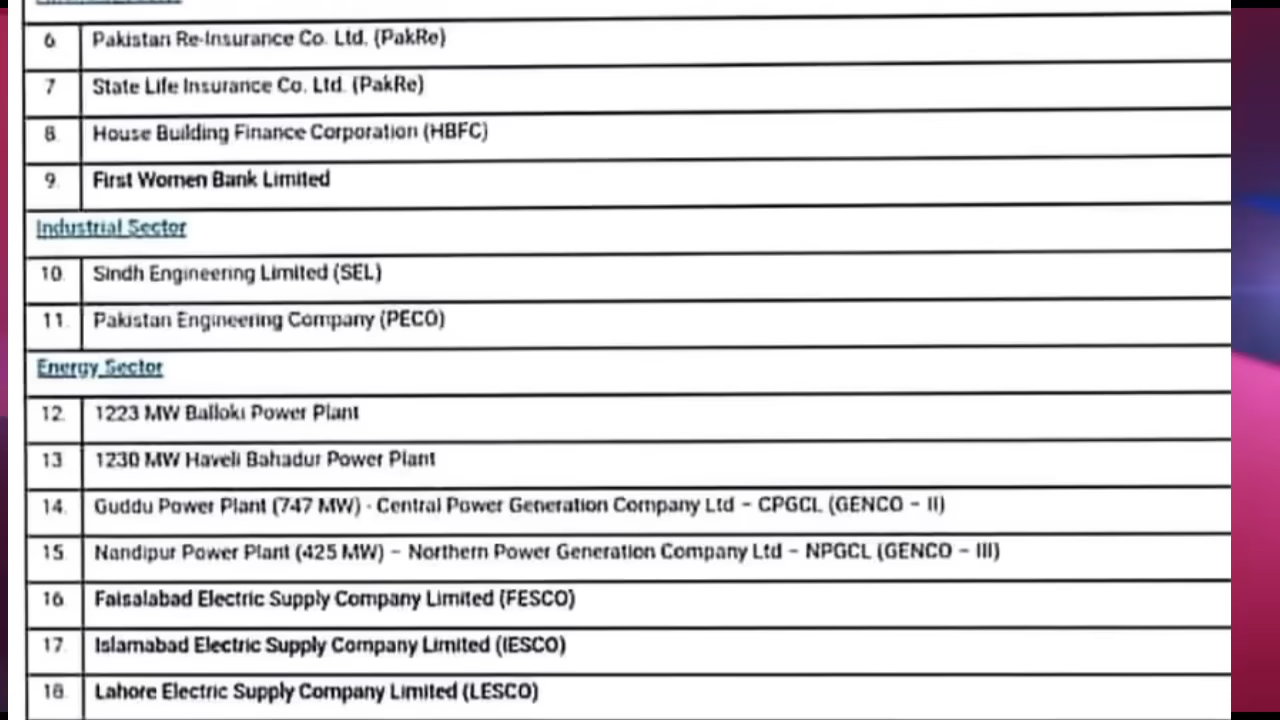 6 Pakistan Re-Insurance Co. Ltd. (PakRe)
7 State Life Insurance Co. Ltd. (PakRe)
8. House Building Finance Corporation (HBFC)
9. First Women Bank Limited
Industrial Sector
10. Sindh Engineering Limited (SEL)
11. Pakistan Engineering Company (PECO)
Energy Sector
12. 1223 MW Balloki Power Plant
13 1230 MW Haveli Bahadur Power Plant
14. Guddu Power Plant (747 MW) - Central Power Generation Company Ltd – CPGCL (GENCO – II)
15. Nandipur Power Plant (425 MW) – Northern Power Generation Company Ltd – NPGCL (GENCO – III)
16 Faisalabad Electric Supply Company Limited (FESCO)
17. Islamabad Electric Supply Company Limited (IESCO)
18. Lahore Electric Supply Company Limited (LESCO)